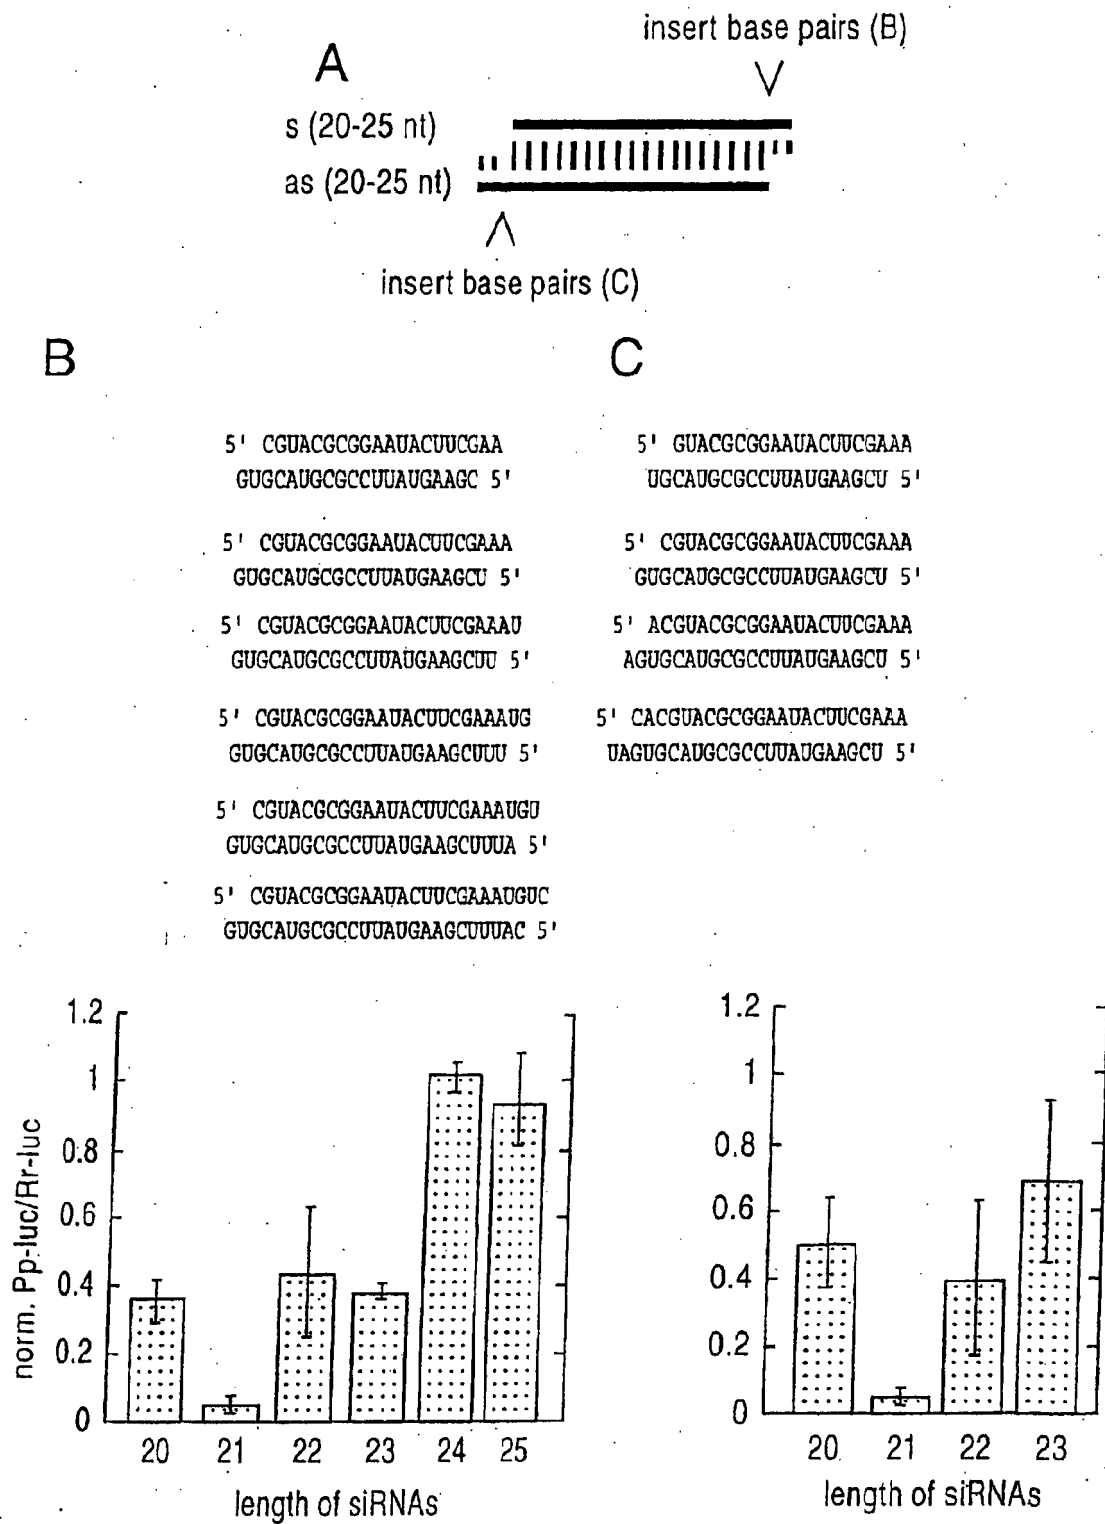 insert base pairs (B)
A
s (20-25 nt)
as (20-25 nt)
insert base pairs (C)
B
5' CGUACGCGGAAUACUUCGAA
GUGCAUGCGCCUUAUGAAGC 5'
5' CGUACGCGGAAUACUUCGAAA
GUGCAUGCGCCUUAUGAAGCU 5'
5' CGUACGCGGAAUACUUCGAAAU
GUGCAUGCGCCUUAUGAAGCUU 5'
5' CGUACGCGGAAUACUUCGAAAUG
GUGCAUGCGCCUUAUGAAGCUUU 5'
5' CGUACGCGGAAUACUUCGAAAUGU
GUGCAUGCGCCUUAUGAAGCUUUA 5'
5' CGUACGCGGAAUACUUCGAAAUGUC
GUGCAUGCGCCUUAUGAAGCUUUAC 5'
C
5' GUACGCGGAAUACUUCGAAA
UGCAUGCGCCUUAUGAAGCU 5'
5' CGUACGCGGAAUACUUCGAAA
GUGCAUGCGCCUUAUGAAGCU 5'
5' ACGUACGCGGAAUACUUCGAAA
AGUGCAUGCGCCUUAUGAAGCU 5'
5' CACGUACGCGGAAUACUUCGAAA
UAGUGCAUGCGCCUUAUGAAGCU 5'
norm. Pp-luc/Rr-luc
1.2
1
0.8
0.6
0.4
0.2
0
20 21 22 23 24 25
length of siRNAs
1.2
1
0.8
0.6
0.4
0.2
0
20 21 22 23
length of siRNAs